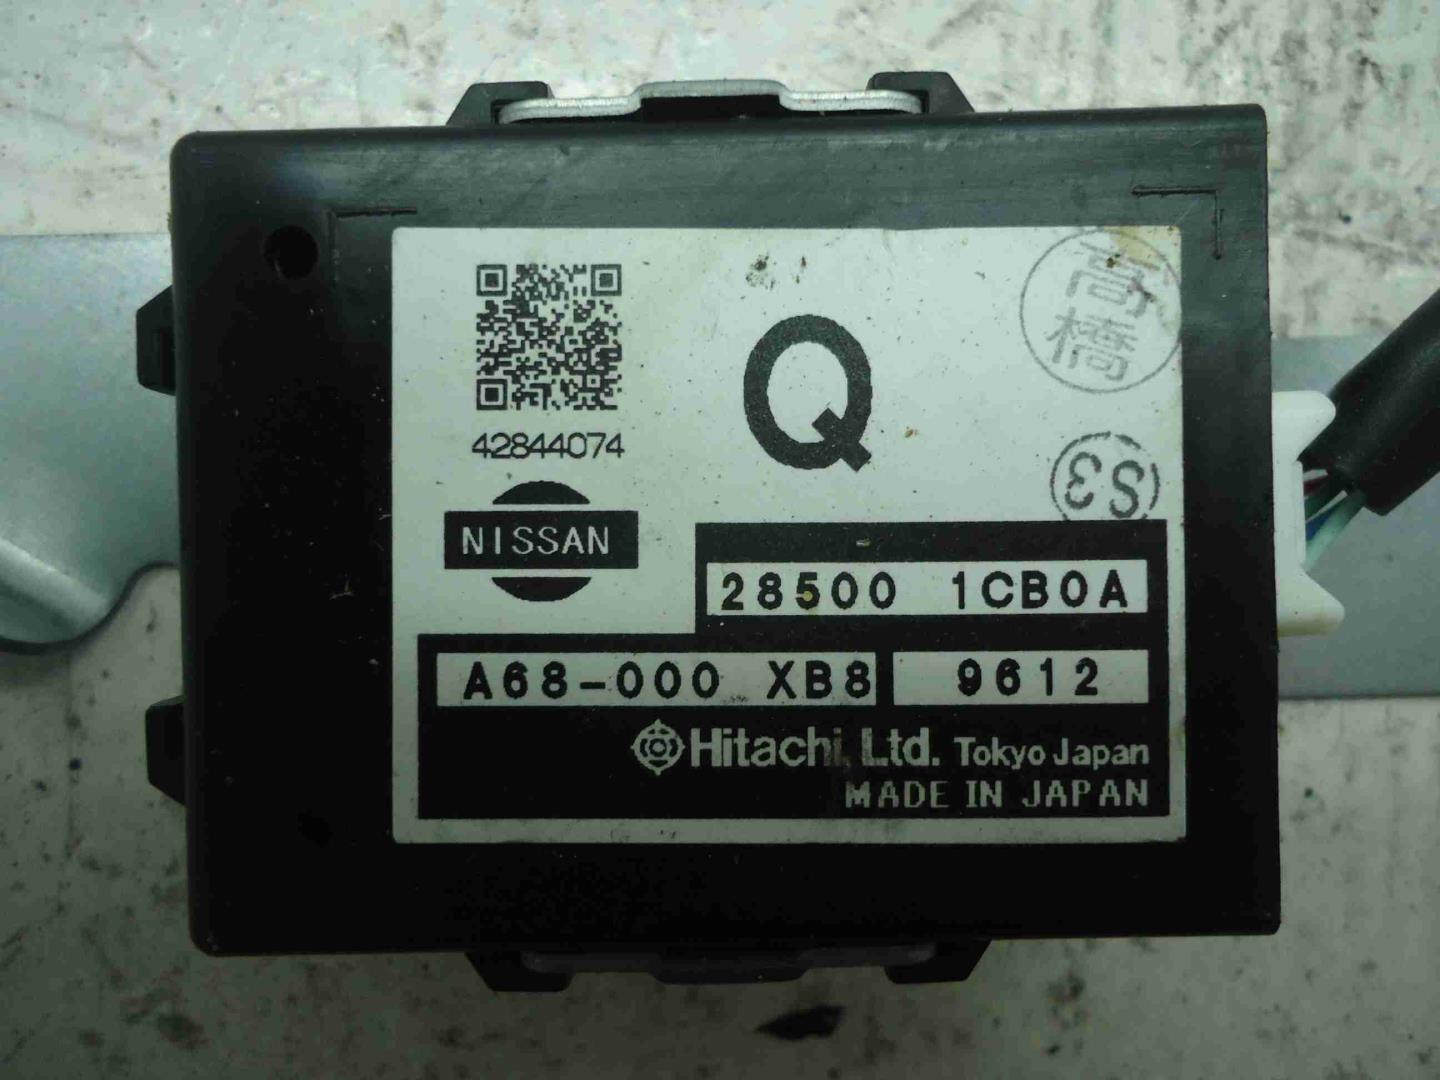 Q
高橋
42844074
S3
NISSAN
28500 1CB0A
A68-000 XB8 9612
Hitachi, Ltd. Tokyo Japan
MADE IN JAPAN